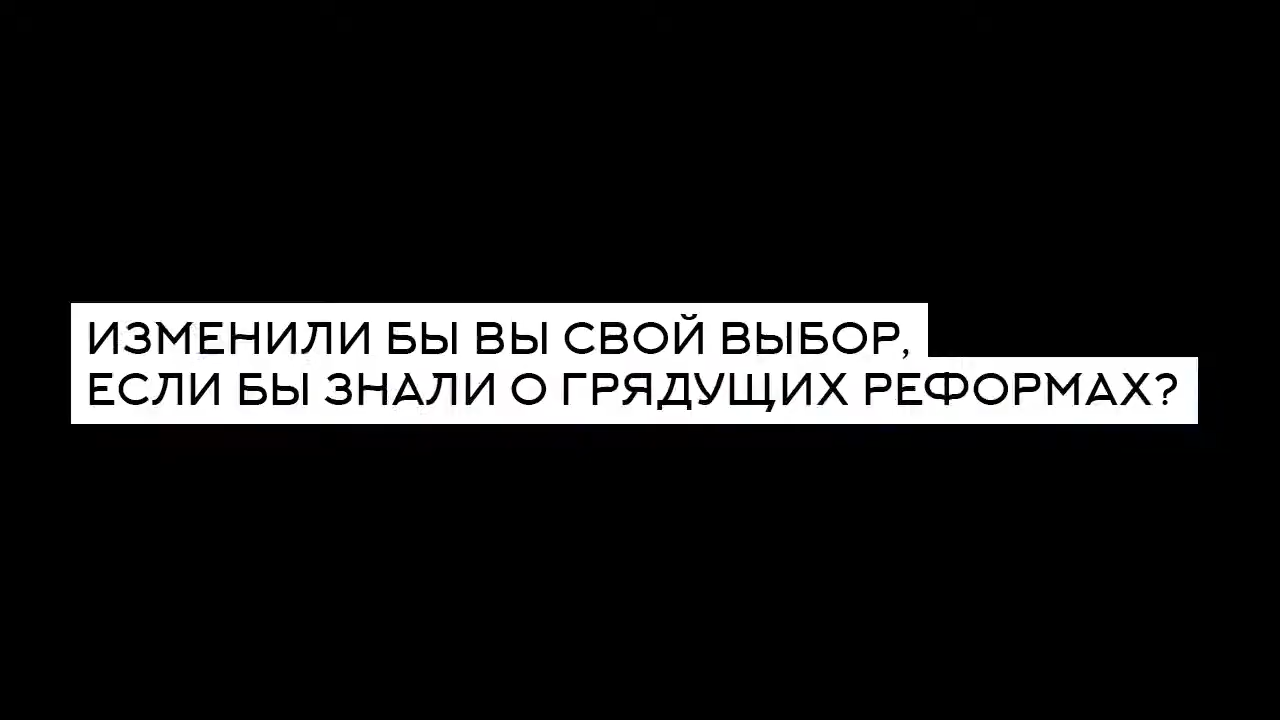 ИЗМЕНИЛИ БЫ ВЫ СВОЙ ВЫБОР,
ЕСЛИ БЫ ЗНАЛИ О ГРЯДУЩИХ РЕФОРМАХ?